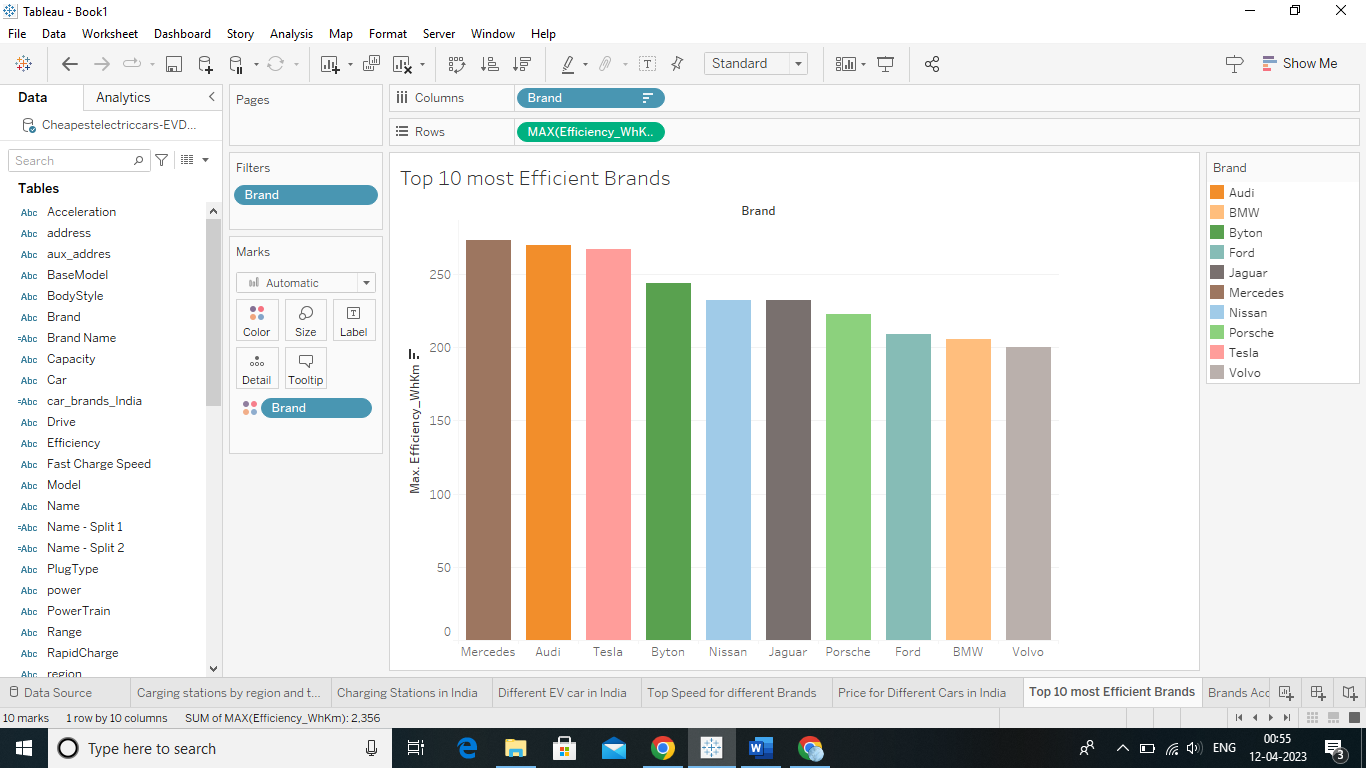 Tableau - Book1
File Data Worksheet Dashboard Story Analysis Map Format Server Window Help
Standard
Show Me
Data Analytics
Cheapestelectriccars-EVD...
Search
Tables
Abc Acceleration
Abc address
Abc aux_addres
Abc BaseModel
Abc BodyStyle
Abc Brand
=Abc Brand Name
Abc Capacity
Abc Car
=Abc car_brands_India
Abc Drive
Abc Efficiency
Abc Fast Charge Speed
Abc Model
Abc Name
=Abc Name - Split 1
=Abc Name - Split 2
Abc PlugType
Abc power
Abc PowerTrain
Abc Range
Abc RapidCharge
Abc region
Pages
Filters
Brand
Marks
Automatic
Color Size Label
Detail Tooltip
Brand
Columns Brand
Rows MAX(Efficiency_WhK..
Top 10 most Efficient Brands
Brand
Max. Efficiency_WhKm
250
200
150
100
50
0
Mercedes Audi Tesla Byton Nissan Jaguar Porsche Ford BMW Volvo
Brand
Audi
BMW
Byton
Ford
Jaguar
Mercedes
Nissan
Porsche
Tesla
Volvo
Data Source Carging stations by region and t... Charging Stations in India Different EV car in India Top Speed for different Brands Price for Different Cars in India Top 10 most Efficient Brands Brands Acc
10 marks 1 row by 10 columns SUM of MAX(Efficiency_WhKm): 2,356
Type here to search
ENG
00:55
12-04-2023
3